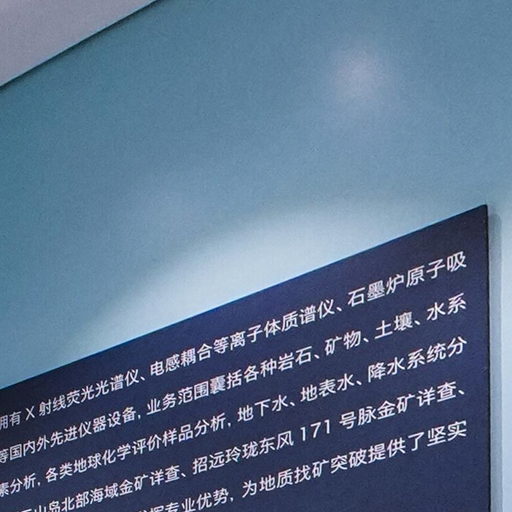 拥有 X 射线荧光光谱仪、电感耦合等离子体质谱仪、石墨炉原子吸
等国内外先进仪器设备, 业务范围囊括各种岩石、矿物、土壤、水系
素分析, 各类地球化学评价样品分析, 地下水、地表水、降水系统分
山岛北部海域金矿详查、招远玲珑东风 171 号脉金矿详查、
挥专业优势, 为地质找矿突破提供了坚实